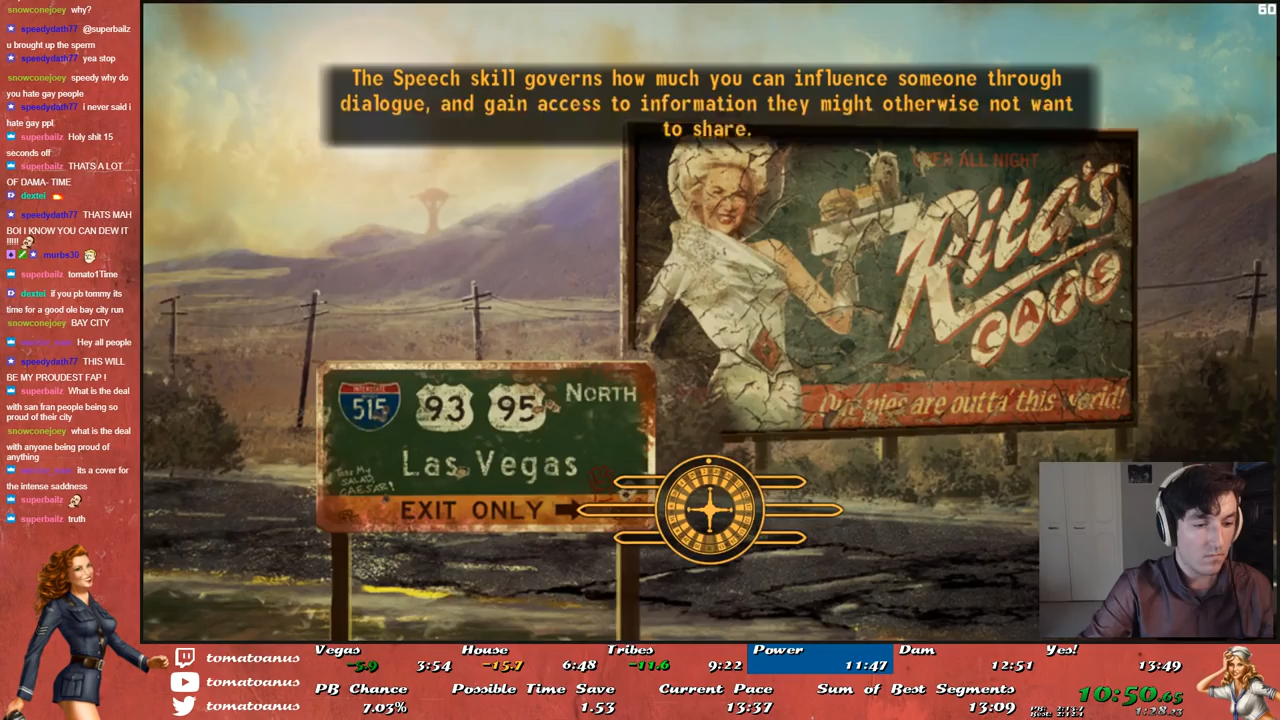 snowconejoey why?
speedydath77 @superbailz
u brought up the sperm
speedydath77 yea stop
snowconejoey speedy why do
you hate gay people
speedydath77 i never said i
hate gay ppl
superbailz Holy shit 15
seconds off
superbailz THATS A LOT
OF DAMA- TIME
dextei
speedydath77 THATS MAH
BOI I KNOW YOU CAN DEW IT
!!!!!
murbs30
superbailz tomato1Time
dextei if you pb tommy its
time for a good ole bay city run
snowconejoey BAY CITY
Hey all people
speedydath77 THIS WILL
BE MY PROUDEST FAP !
superbailz What is the deal
with san fran people being so
proud of their city
snowconejoey what is the deal
with anyone being proud of
anything
its a cover for
the intense saddness
superbailz
superbailz truth
60
The Speech skill governs how much you can influence someone through
dialogue, and gain access to information they might otherwise not want
to share.
OPEN ALL NIGHT
Rita's
CAFE
Our pies are outta' this world!
INTERSTATE
515 93 95 NORTH
Las Vegas
TOSS MY
SALAD,
CAESAR!
EXIT ONLY
tomatoanus
tomatoanus
tomatoanus
Vegas House Tribes Power Dam Yes!
-5.9 3:54 -15.7 6:48 -11.6 9:22 11:47 12:51 13:49
PB Chance Possible Time Save Current Pace Sum of Best Segments
7.03% 1.53 13:37 13:09
10:50.65
1:38.23